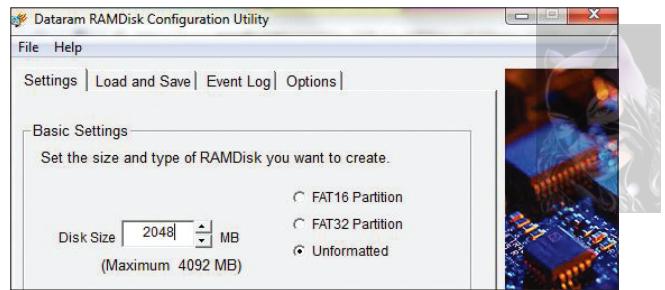 Dataram RAMDisk Configuration Utility
File Help
Settings Load and Save Event Log Options
Basic Settings
Set the size and type of RAMDisk you want to create.
FAT16 Partition
FAT32 Partition
Disk Size 2048 MB
Unformatted
(Maximum 4092 MB)